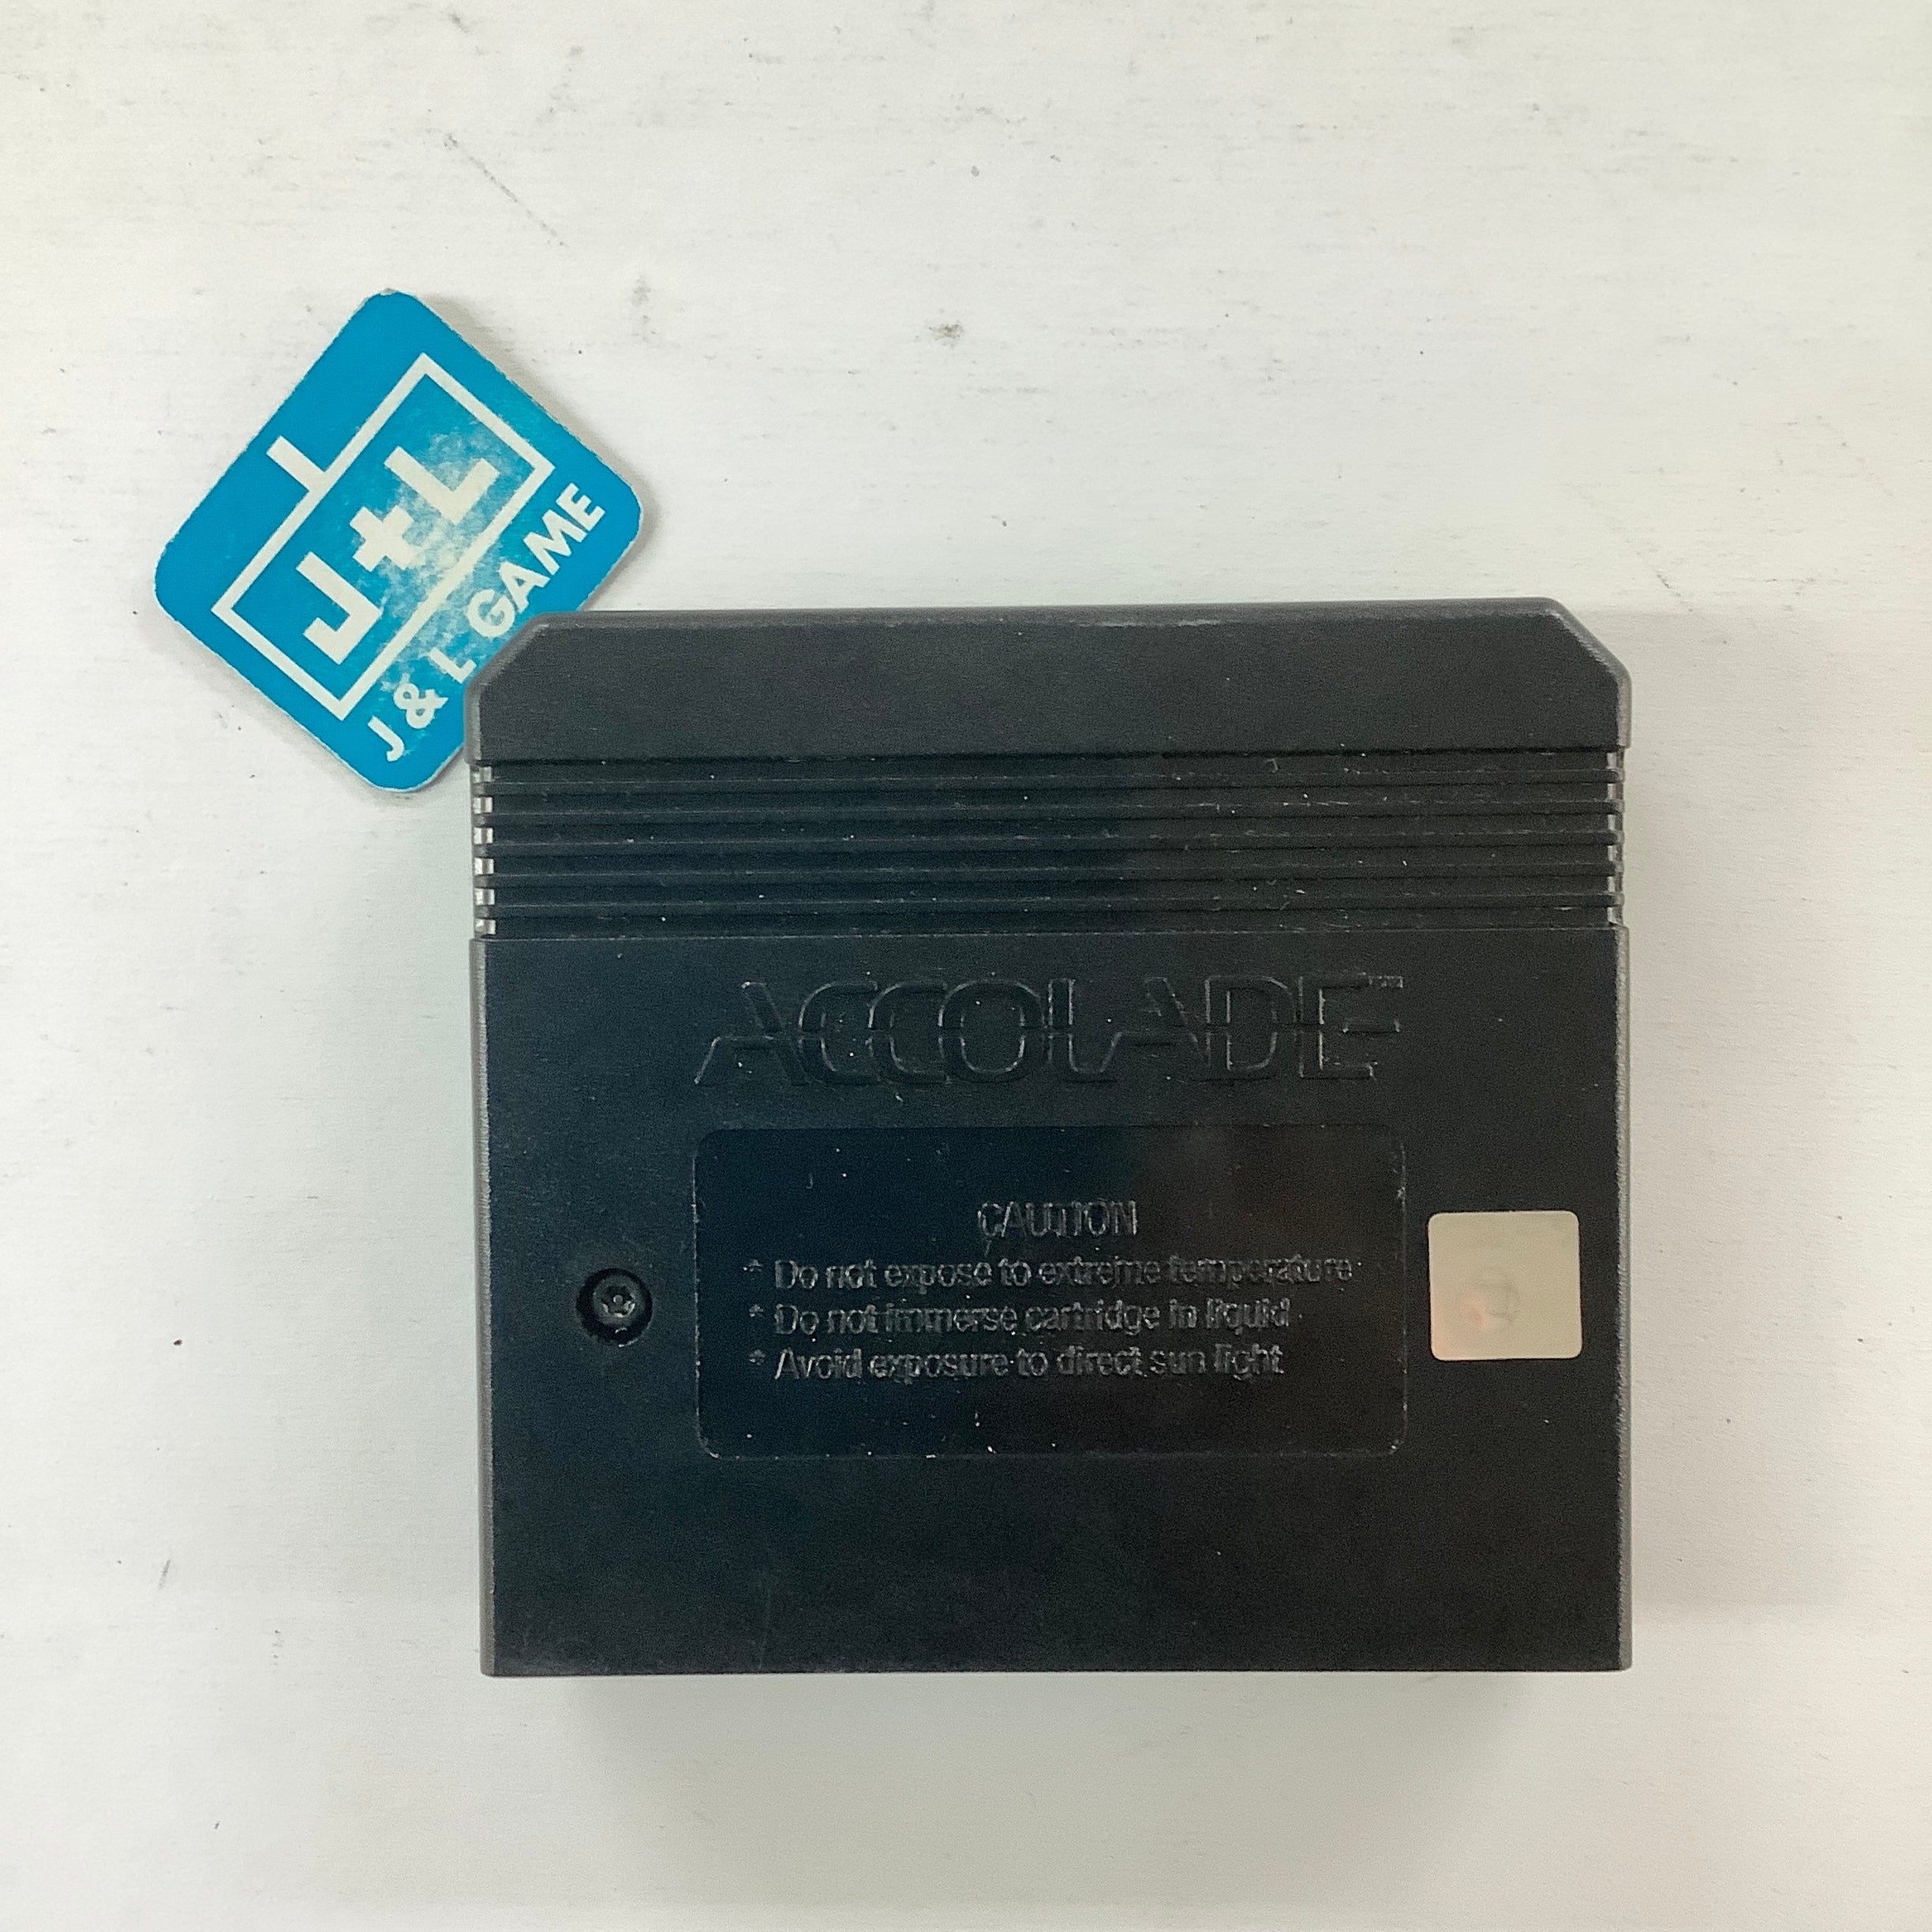 J+L
J & L GAME
ACCOLADE™
CAUTION
* Do not expose to extreme temperature
* Do not immerse cartridge in liquid
* Avoid exposure to direct sun light